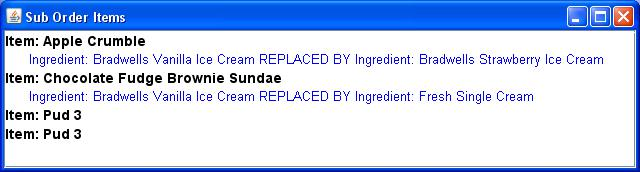 Sub Order Items
Item: Apple Crumble
Ingredient: Bradwells Vanilla Ice Cream REPLACED BY Ingredient: Bradwells Strawberry Ice Cream
Item: Chocolate Fudge Brownie Sundae
Ingredient: Bradwells Vanilla Ice Cream REPLACED BY Ingredient: Fresh Single Cream
Item: Pud 3
Item: Pud 3